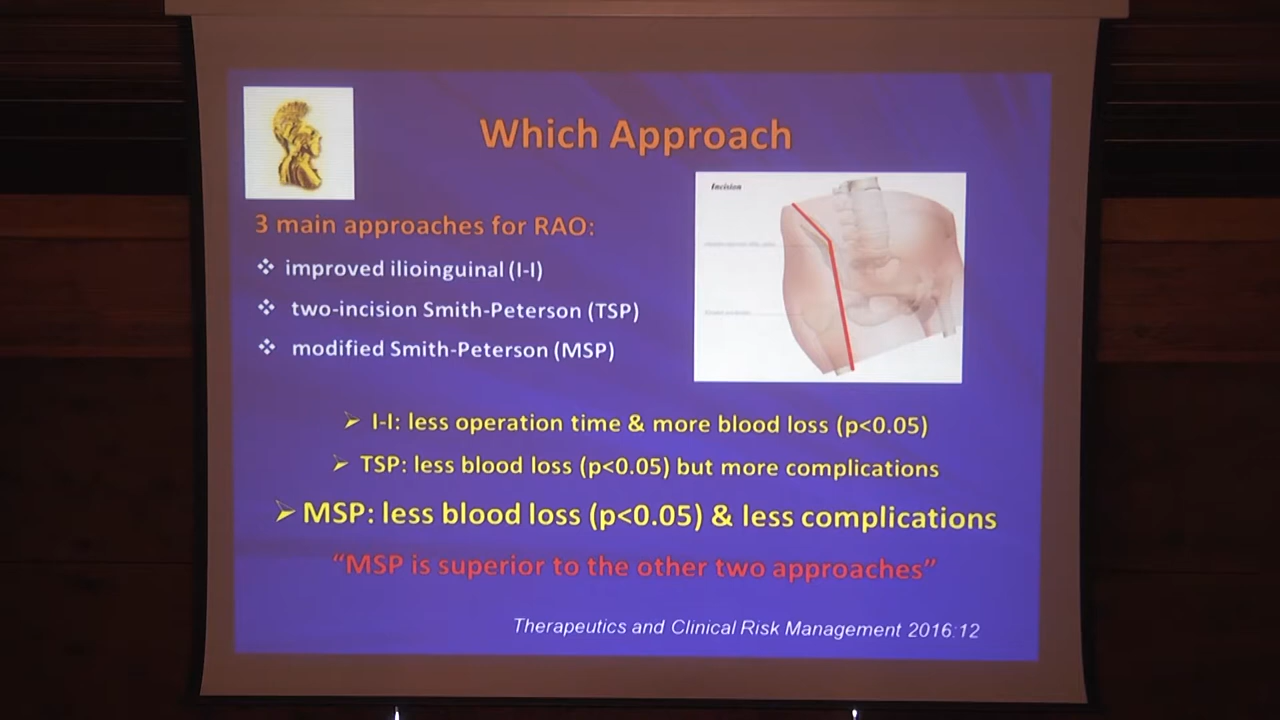 Which Approach
Incision
3 main approaches for RAO:
❖ improved ilioinguinal (I-I)
❖ two-incision Smith-Peterson (TSP)
❖ modified Smith-Peterson (MSP)
➢ I-I: less operation time & more blood loss (p<0.05)
➢ TSP: less blood loss (p<0.05) but more complications
➢ MSP: less blood loss (p<0.05) & less complications
“MSP is superior to the other two approaches”
Therapeutics and Clinical Risk Management 2016:12